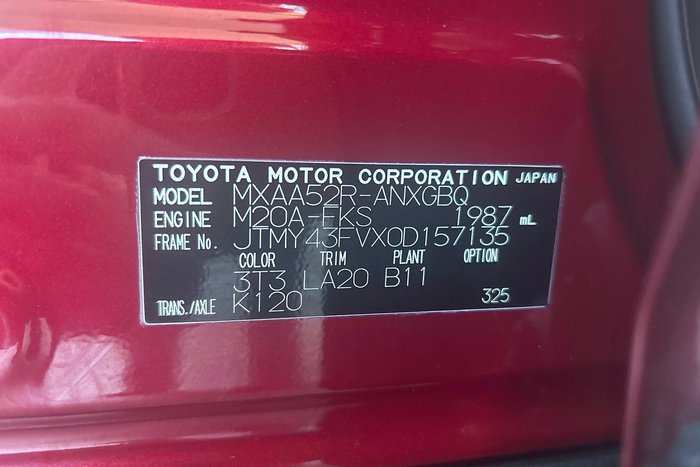 TOYOTA MOTOR CORPORATION JAPAN
MODEL MXAA52R-ANXGBQ
ENGINE M20A-FKS 1987 mL
FRAME No. JTMY43FVX0D157135
COLOR TRIM PLANT OPTION
3T3 LA20 B11
TRANS./AXLE K120 325